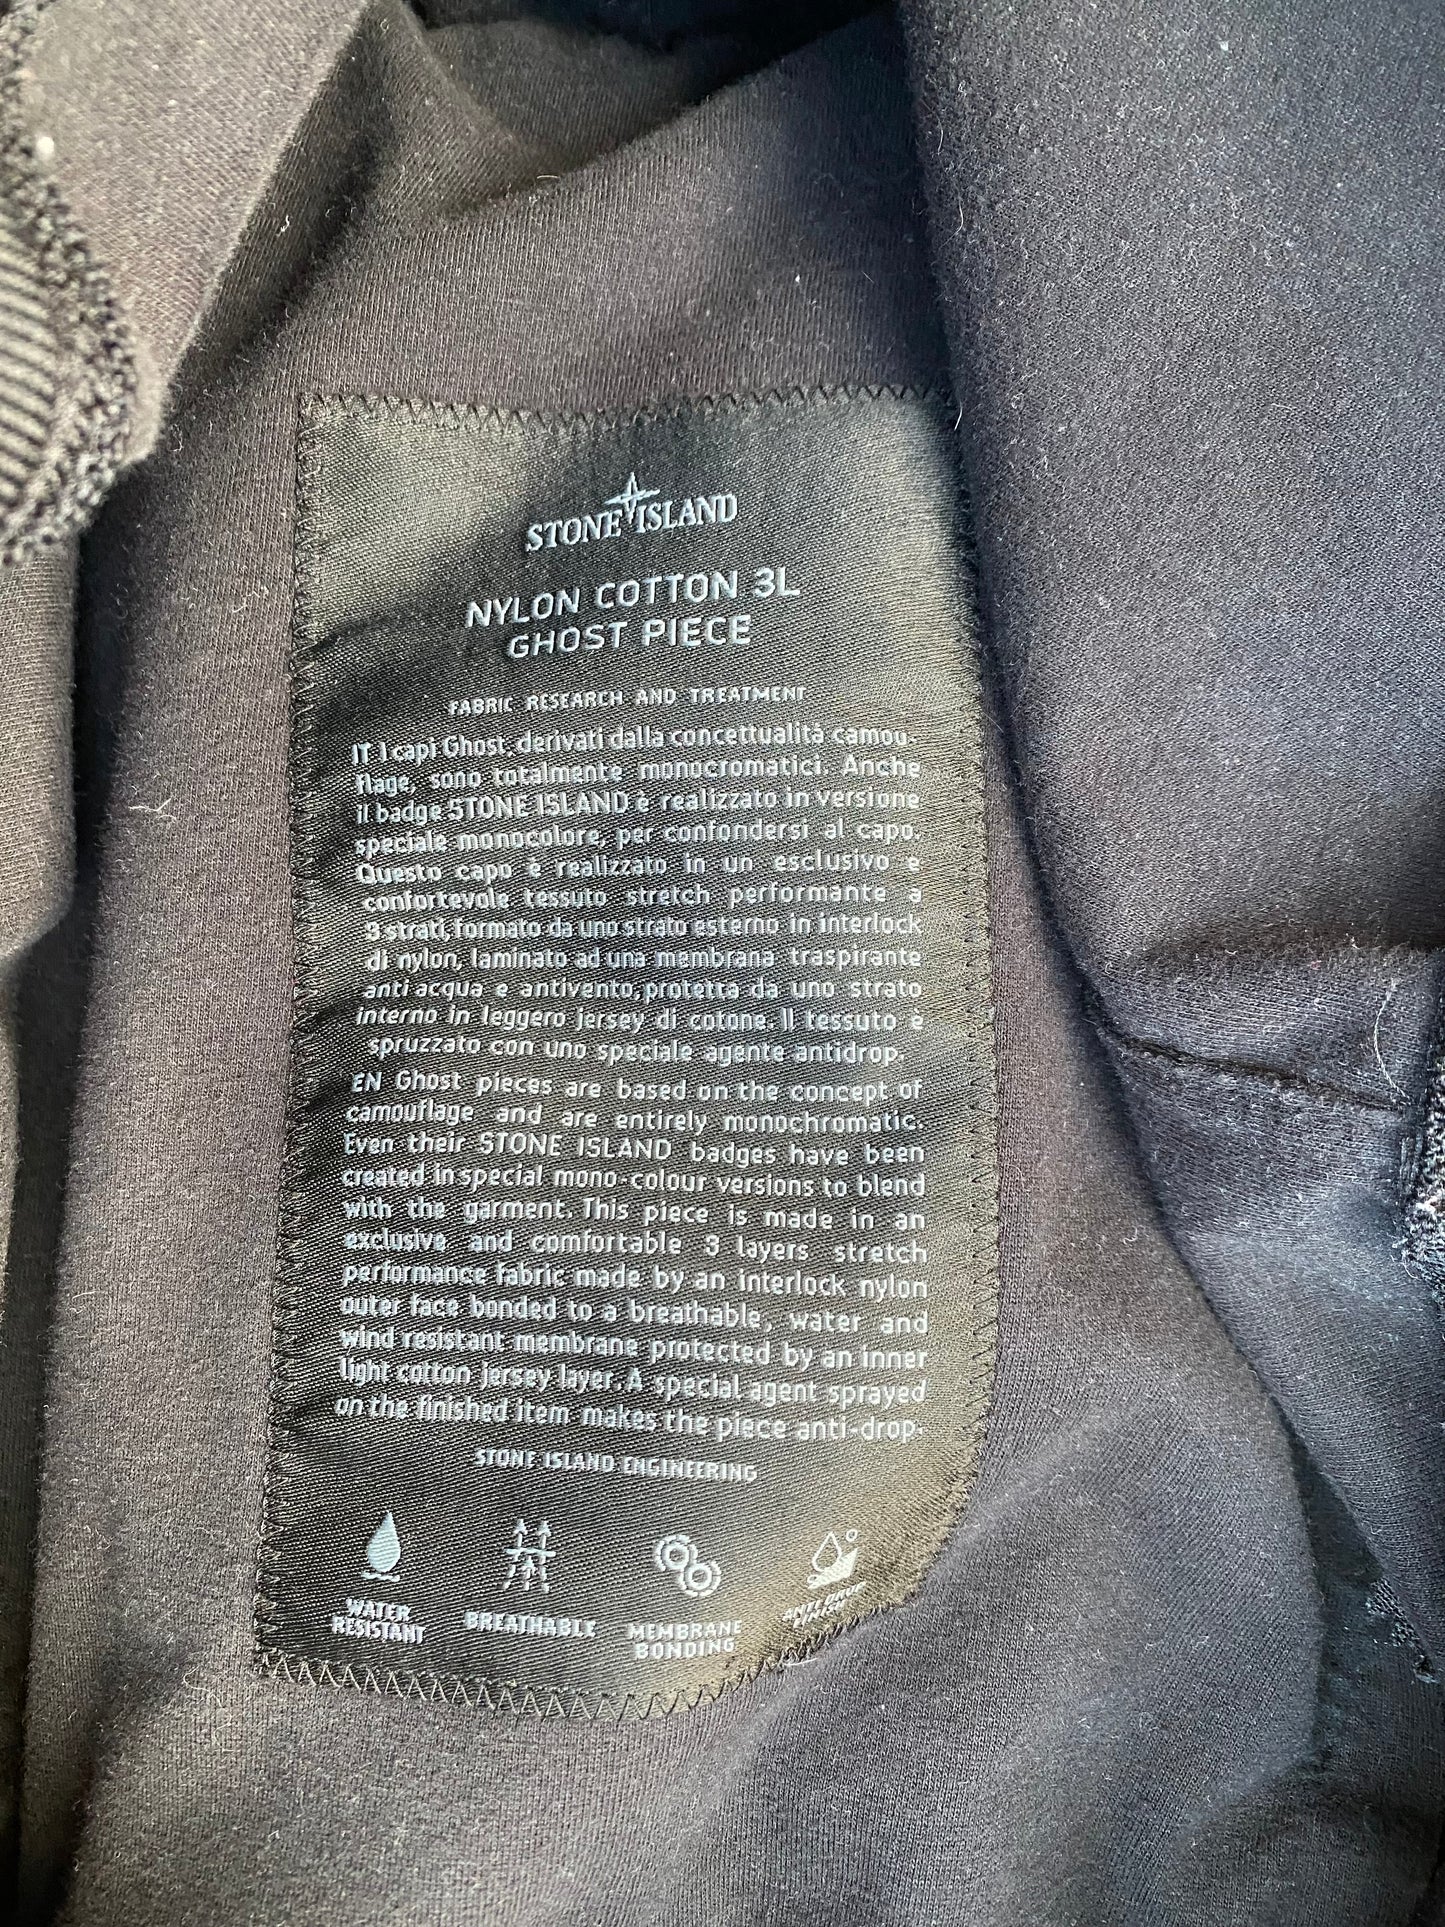 STONE ISLAND
NYLON COTTON 3L
GHOST PIECE
FABRIC RESEARCH AND TREATMENT
IT I capi Ghost, derivati dalla concettualità camou-
flage, sono totalmente monocromatici. Anche
il badge STONE ISLAND è realizzato in versione
speciale monocolore, per confondersi al capo.
Questo capo è realizzato in un esclusivo e
confortevole tessuto stretch performante a
3 strati, formato da uno strato esterno in interlock
di nylon, laminato ad una membrana traspirante
anti acqua e antivento, protetta da uno strato
interno in leggero jersey di cotone. Il tessuto è
spruzzato con uno speciale agente antidrop.
EN Ghost pieces are based on the concept of
camouflage and are entirely monochromatic.
Even their STONE ISLAND badges have been
created in special mono-colour versions to blend
with the garment. This piece is made in an
exclusive and comfortable 3 layers stretch
performance fabric made by an interlock nylon
outer face bonded to a breathable, water and
wind resistant membrane protected by an inner
light cotton jersey layer. A special agent sprayed
on the finished item makes the piece anti-drop.
STONE ISLAND ENGINEERING
WATER
RESISTANT
BREATHABLE
MEMBRANE
BONDING
ANTI DROP
FINISH